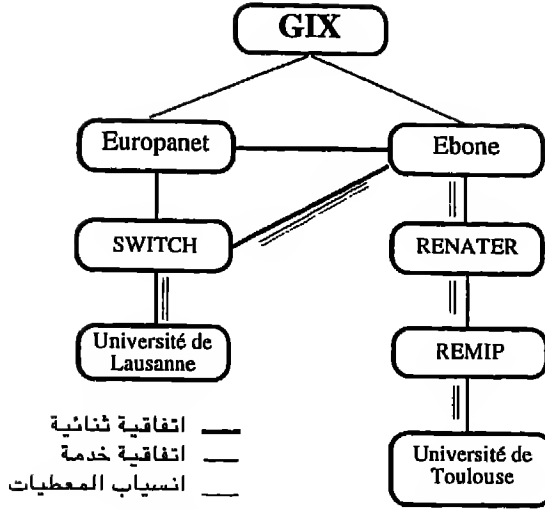 GIX
Europanet
Ebone
SWITCH
RENATER
Université de
Lausanne
REMIP
Université de
Toulouse
اتفاقية ثنائية
اتفاقية خدمة
انسياب المعطيات